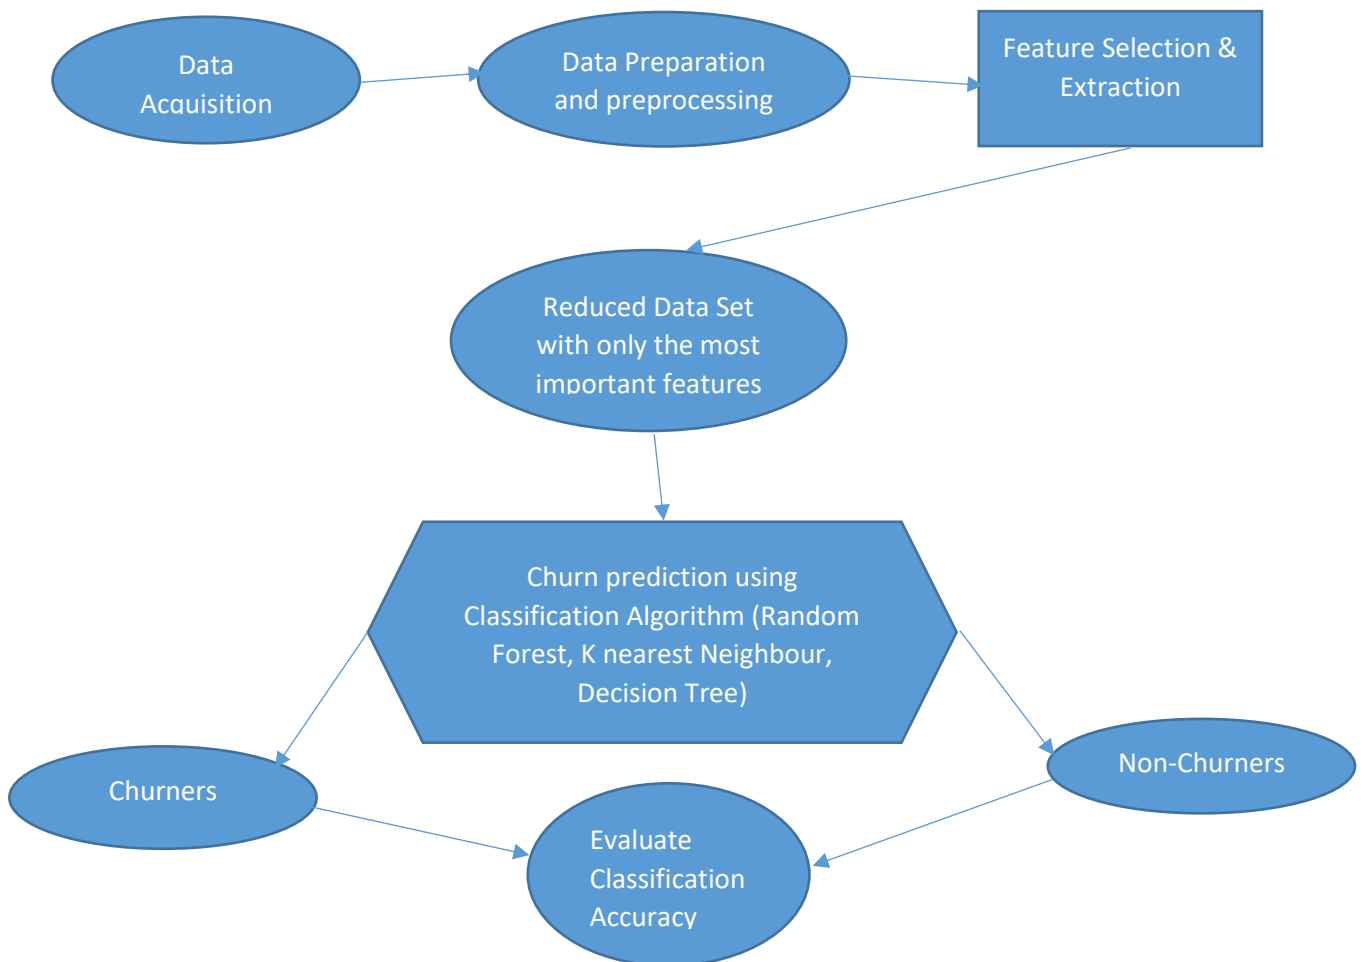 Data
Acquisition
Data Preparation
and preprocessing
Feature Selection &
Extraction
Reduced Data Set
with only the most
important features
Churn prediction using
Classification Algorithm (Random
Forest, K nearest Neighbour,
Decision Tree)
Churners
Non-Churners
Evaluate
Classification
Accuracy